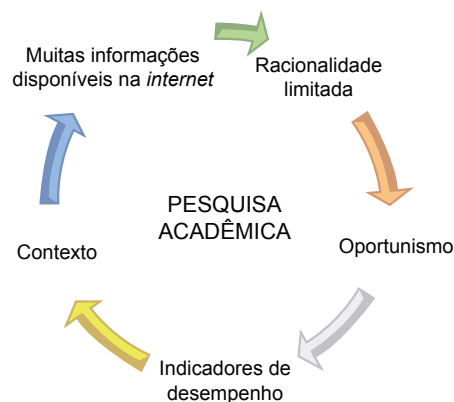 Muitas informações
disponíveis na internet
Racionalidade
limitada
PESQUISA
ACADÊMICA
Oportunismo
Contexto
Indicadores de
desempenho